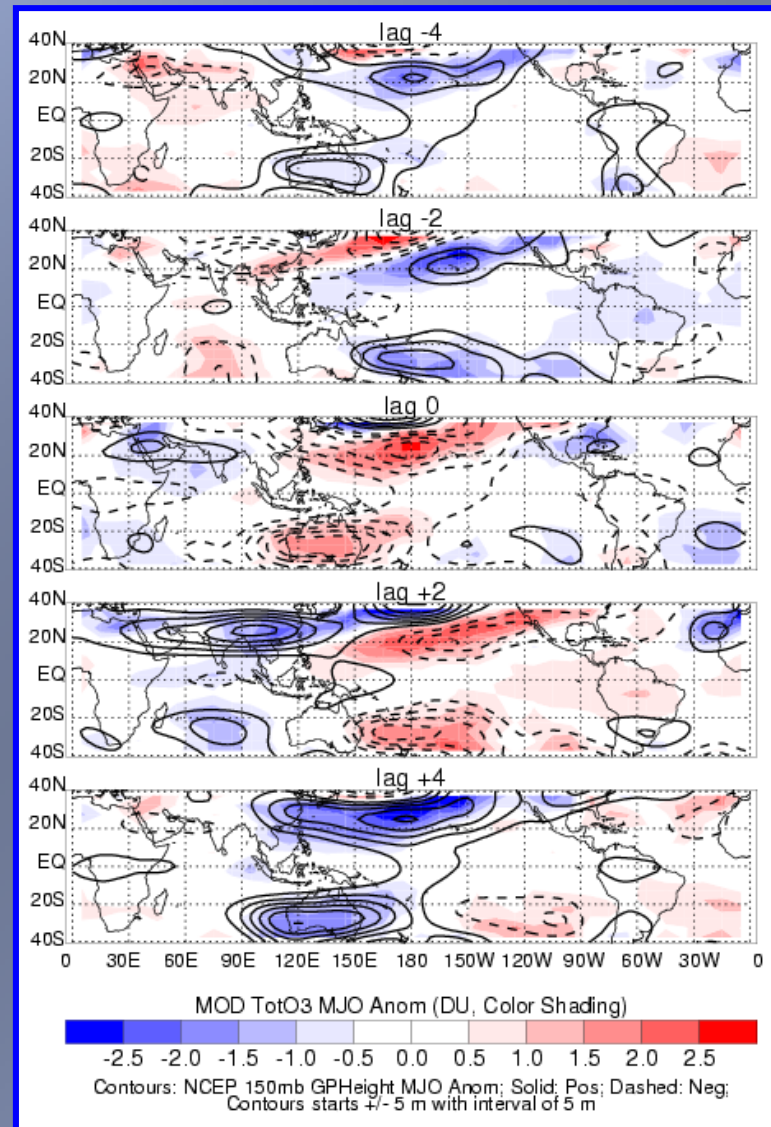 lag -4
40N
20N
EQ
20S
40S
lag -2
40N
20N
EQ
20S
40S
lag 0
40N
20N
EQ
20S
40S
lag +2
40N
20N
EQ
20S
40S
lag +4
40N
20N
EQ
20S
40S
0 30E 60E 90E 120E 150E 180 150W 120W 90W 60W 30W 0
MOD TotO3 MJO Anom (DU, Color Shading)
-2.5 -2.0 -1.5 -1.0 -0.5 0.0 0.5 1.0 1.5 2.0 2.5
Contours: NCEP 150mb GPHeight MJO Anom; Solid: Pos; Dashed: Neg;
Contours starts +/- 5 m with interval of 5 m